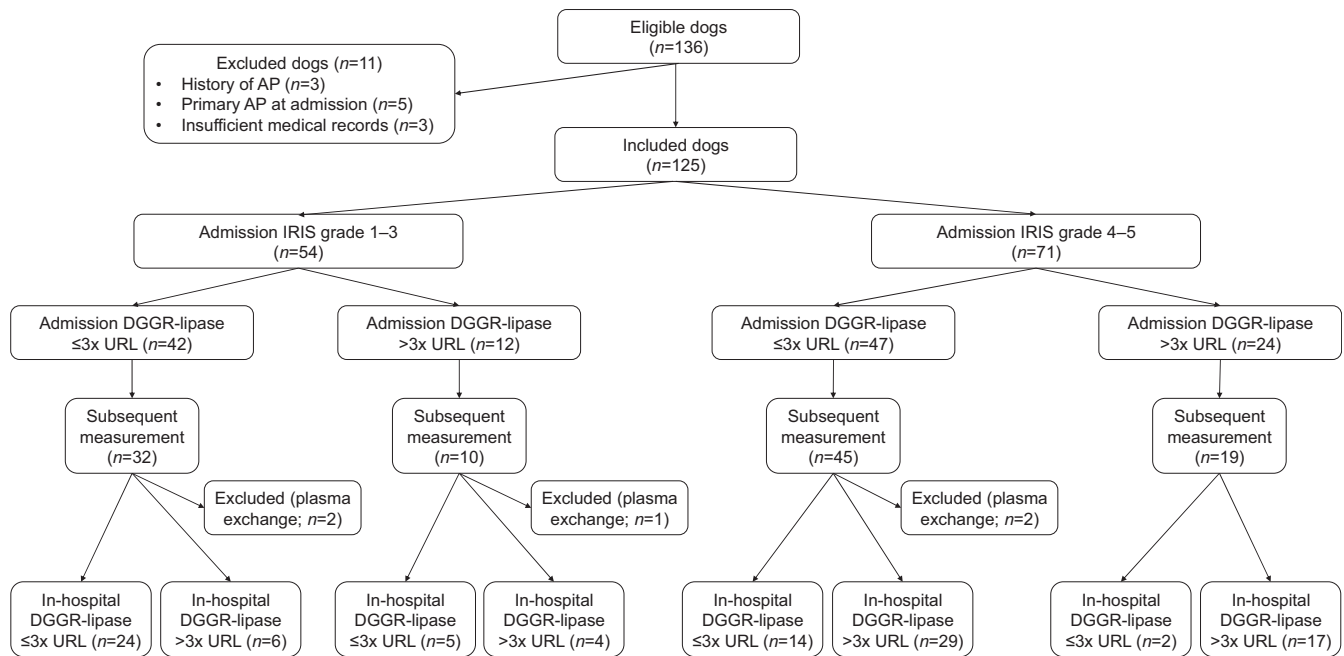 Eligible dogs
(n=136)
Excluded dogs (n=11)
• History of AP (n=3)
• Primary AP at admission (n=5)
• Insufficient medical records (n=3)
Included dogs
(n=125)
Admission IRIS grade 1–3
(n=54)
Admission IRIS grade 4–5
(n=71)
Admission DGGR-lipase
≤3x URL (n=42)
Admission DGGR-lipase
>3x URL (n=12)
Admission DGGR-lipase
≤3x URL (n=47)
Admission DGGR-lipase
>3x URL (n=24)
Subsequent
measurement
(n=32)
Subsequent
measurement
(n=10)
Subsequent
measurement
(n=45)
Subsequent
measurement
(n=19)
Excluded (plasma
exchange; n=2)
Excluded (plasma
exchange; n=1)
Excluded (plasma
exchange; n=2)
In-hospital
DGGR-lipase
≤3x URL (n=24)
In-hospital
DGGR-lipase
>3x URL (n=6)
In-hospital
DGGR-lipase
≤3x URL (n=5)
In-hospital
DGGR-lipase
>3x URL (n=4)
In-hospital
DGGR-lipase
≤3x URL (n=14)
In-hospital
DGGR-lipase
>3x URL (n=29)
In-hospital
DGGR-lipase
≤3x URL (n=2)
In-hospital
DGGR-lipase
>3x URL (n=17)